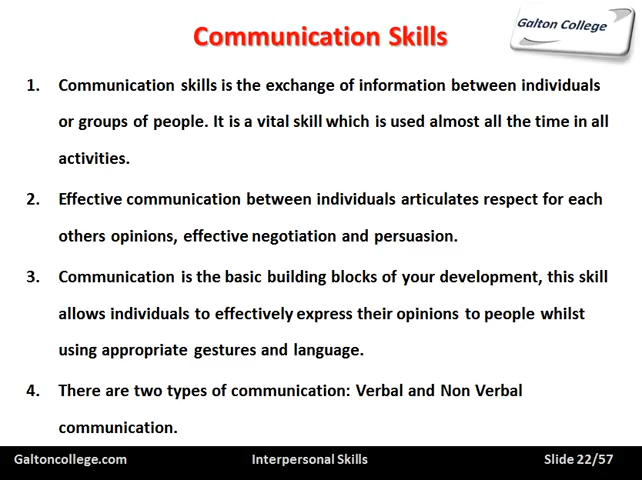 Communication Skills
Galton College
1. Communication skills is the exchange of information between individuals
or groups of people. It is a vital skill which is used almost all the time in all
activities.
2. Effective communication between individuals articulates respect for each
others opinions, effective negotiation and persuasion.
3. Communication is the basic building blocks of your development, this skill
allows individuals to effectively express their opinions to people whilst
using appropriate gestures and language.
4. There are two types of communication: Verbal and Non Verbal
communication.
Galtoncollege.com Interpersonal Skills Slide 22/57